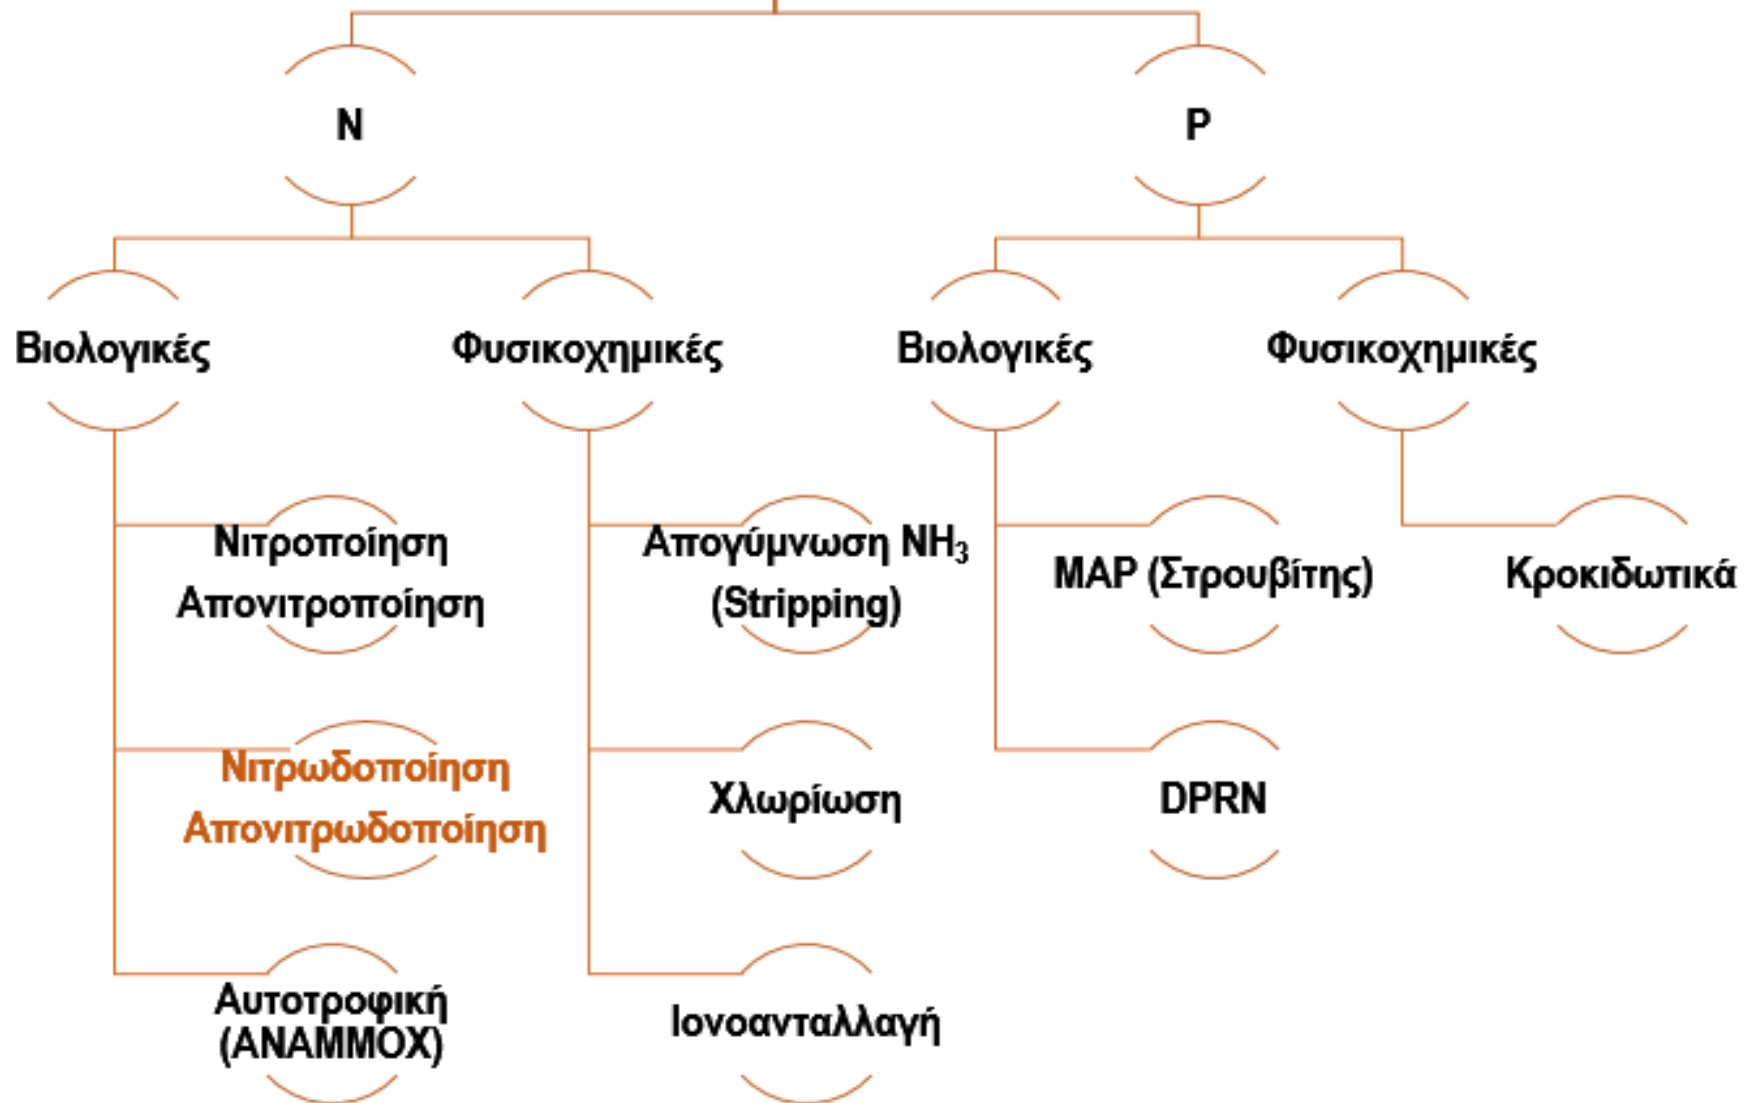 N
P
Βιολογικές
Φυσικοχημικές
Βιολογικές
Φυσικοχημικές
Νιτροποίηση
Απονιτροποίηση
Απογύμνωση NH₃
(Stripping)
MAP (Στρουβίτης)
Κροκιδωτικά
Νιτρωδοποίηση
Απονιτρωδοποίηση
Χλωρίωση
DPRN
Αυτοτροφική
(ANAMMOX)
Ιονοανταλλαγή